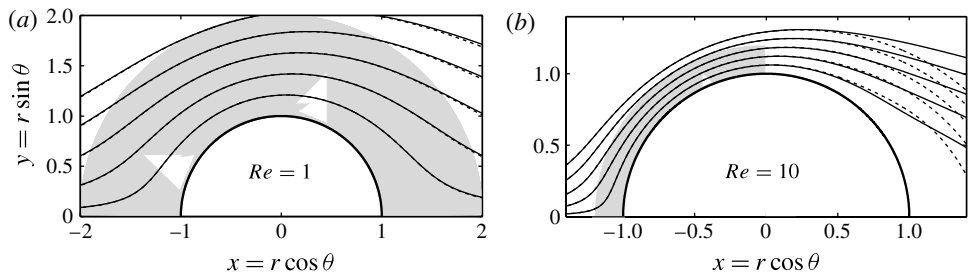 (a)
2.0
1.5
1.0
0.5
0
y = r sin θ
Re = 1
−2
−1
0
1
2
x = r cos θ
(b)
1.0
0.5
0
Re = 10
−1.0
−0.5
0
0.5
1.0
x = r cos θ